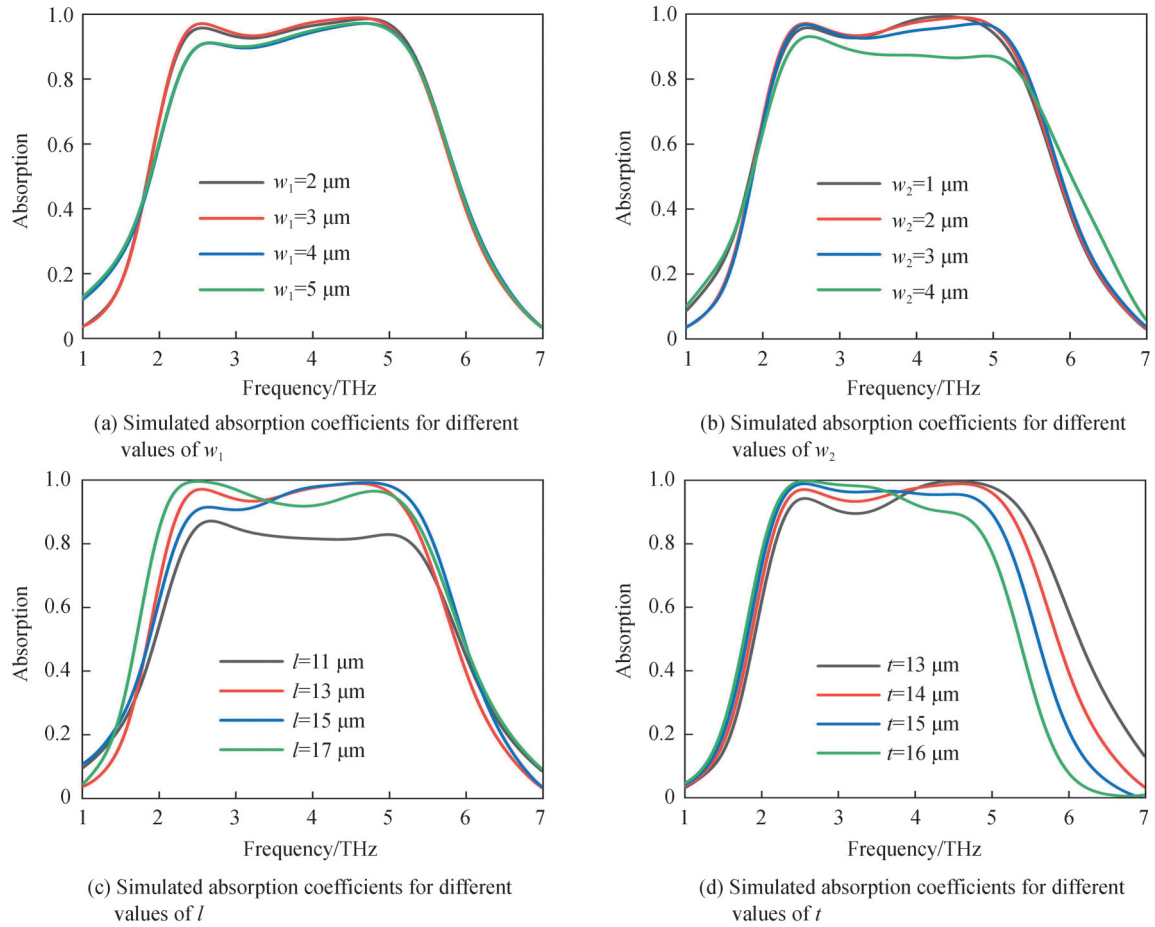 1.0
0.8
0.6
0.4
0.2
0
Absorption
w₁=2 μm
w₁=3 μm
w₁=4 μm
w₁=5 μm
1 2 3 4 5 6 7
Frequency/THz
(a) Simulated absorption coefficients for different
values of w₁
1.0
0.8
0.6
0.4
0.2
0
Absorption
w₂=1 μm
w₂=2 μm
w₂=3 μm
w₂=4 μm
1 2 3 4 5 6 7
Frequency/THz
(b) Simulated absorption coefficients for different
values of w₂
1.0
0.8
0.6
0.4
0.2
0
Absorption
l=11 μm
l=13 μm
l=15 μm
l=17 μm
1 2 3 4 5 6 7
Frequency/THz
(c) Simulated absorption coefficients for different
values of l
1.0
0.8
0.6
0.4
0.2
0
Absorption
t=13 μm
t=14 μm
t=15 μm
t=16 μm
1 2 3 4 5 6 7
Frequency/THz
(d) Simulated absorption coefficients for different
values of t